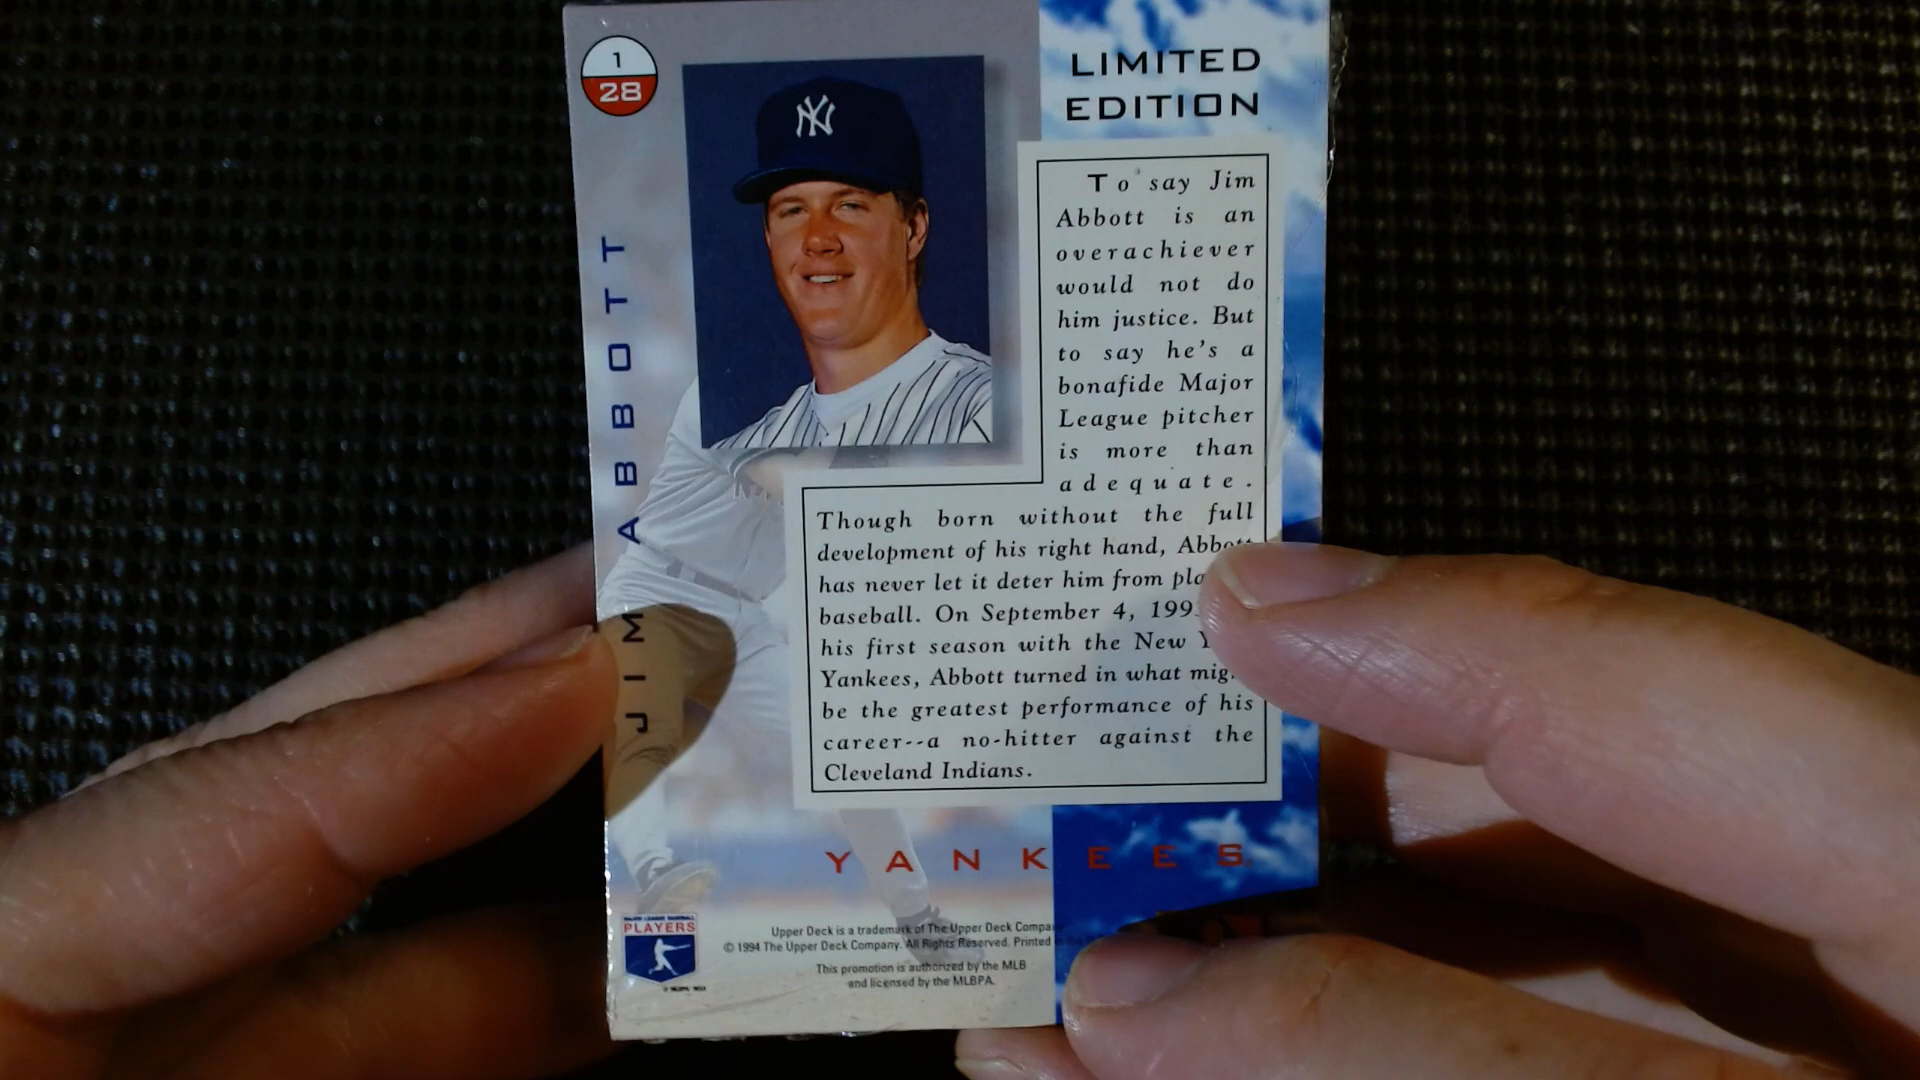 1
28
LIMITED
EDITION
NY
To say Jim
Abbott is an
overachiever
would not do
him justice. But
to say he's a
bonafide Major
League pitcher
is more than
adequate.
Though born without the full
development of his right hand, Abbott
has never let it deter him from
baseball. On September 4,
his first season with the New
Yankees, Abbott turned in what
be the greatest performance of his
career--a no-hitter against the
Cleveland Indians.
JIM ABBOTT
YANKEES
MAJOR LEAGUE BASEBALL
PLAYERS
Upper Deck is a trademark of The Upper Deck
© 1994 The Upper Deck Company. All Rights Reserved. Printed
This promotion is authorized by the MLB
and licensed by the MLBPA.